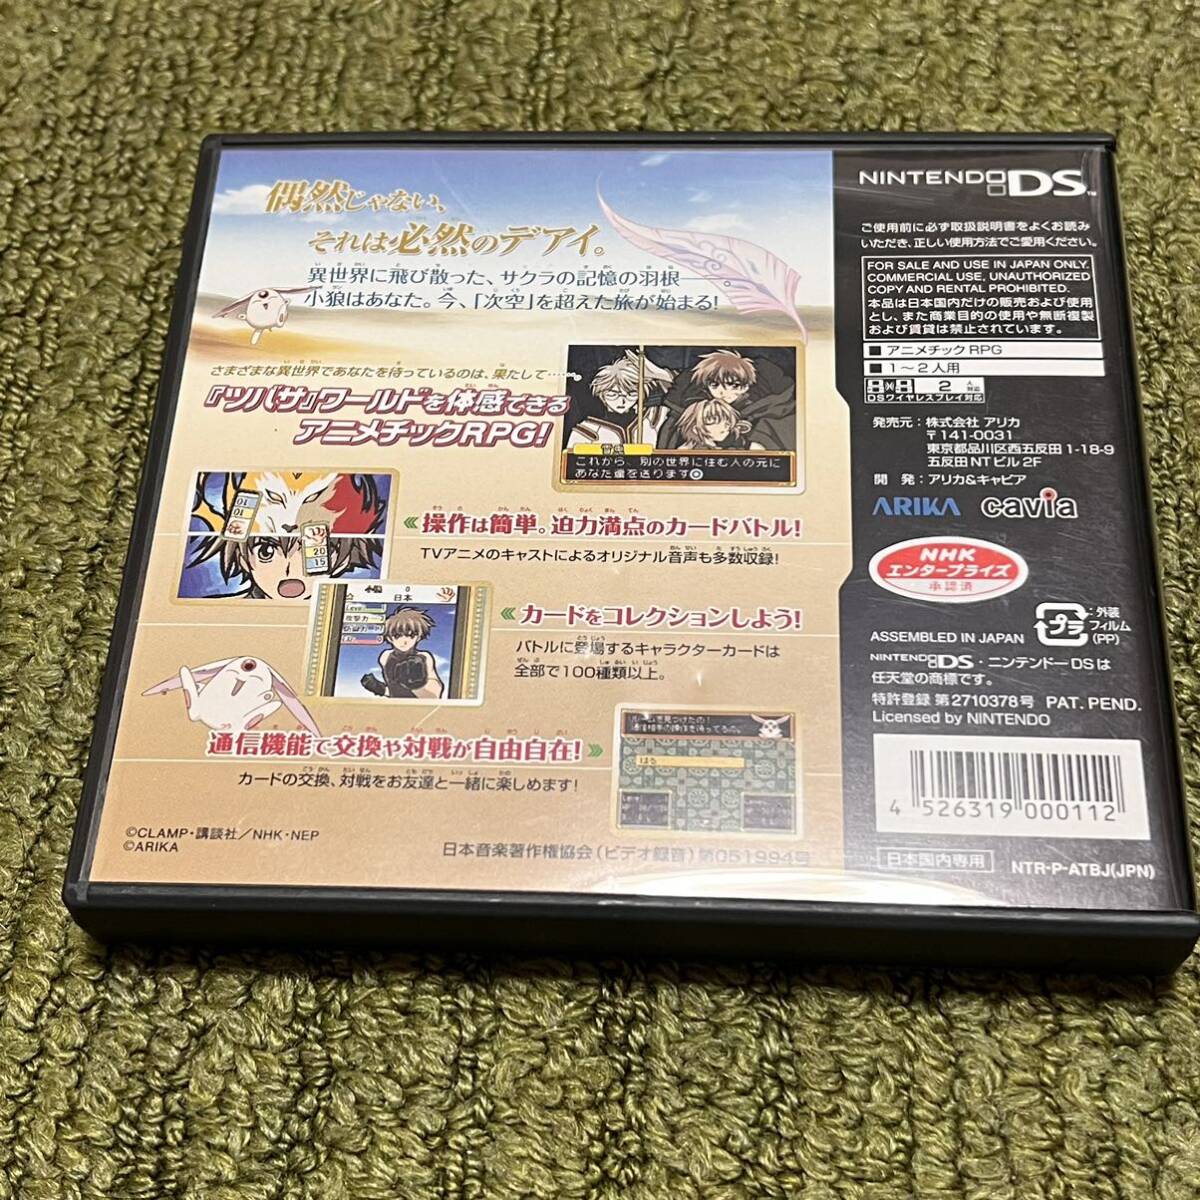 偶然じゃない、
それは必然のデアイ。
異世界に飛び散った、サクラの記憶の羽根――
小狼はあなた。今、「次空」を超えた旅が始まる!
さまざまな異世界であなたを待っているのは、果たして……。
『ツバサ』ワールドを体感できる
アニメチックRPG!
これから、別の世界に住む人の元に
あなた達を送ります
操作は簡単。迫力満点のカードバトル!
TVアニメのキャストによるオリジナル音声も多数収録!
01
01
20
15
日本
カードをコレクションしよう!
バトルに登場するキャラクターカードは
全部で100種類以上。
通信機能で交換や対戦が自由自在!
カードの交換、対戦をお友達と一緒に楽しめます!
ルームを見つけたの!
はる
©CLAMP・講談社/NHK・NEP
©ARIKA
日本音楽著作権協会(ビデオ録音)第051994号
NINTENDO DS™
ご使用前に必ず取扱説明書をよくお読み
いただき、正しい使用方法でご愛用ください。
FOR SALE AND USE IN JAPAN ONLY.
COMMERCIAL USE, UNAUTHORIZED
COPY AND RENTAL PROHIBITED.
本品は日本国内だけの販売および使用
とし、また商業目的の使用や無断複製
および賃貸は禁止されています。
■ アニメチックRPG
■ 1〜2人用
2人対応
DSワイヤレスプレイ対応
発売元：株式会社 アリカ
〒141-0031
東京都品川区西五反田 1-18-9
五反田NTビル 2F
開発：アリカ&キャビア
ARIKA cavia
NHK
エンタープライズ
承認済
プラ
：外装
フィルム
(PP)
ASSEMBLED IN JAPAN
NINTENDO DS・ニンテンドーDSは
任天堂の商標です。
特許登録 第2710378号 PAT. PEND.
Licensed by NINTENDO
4 526319 000112
日本国内専用
NTR-P-ATBJ(JPN)